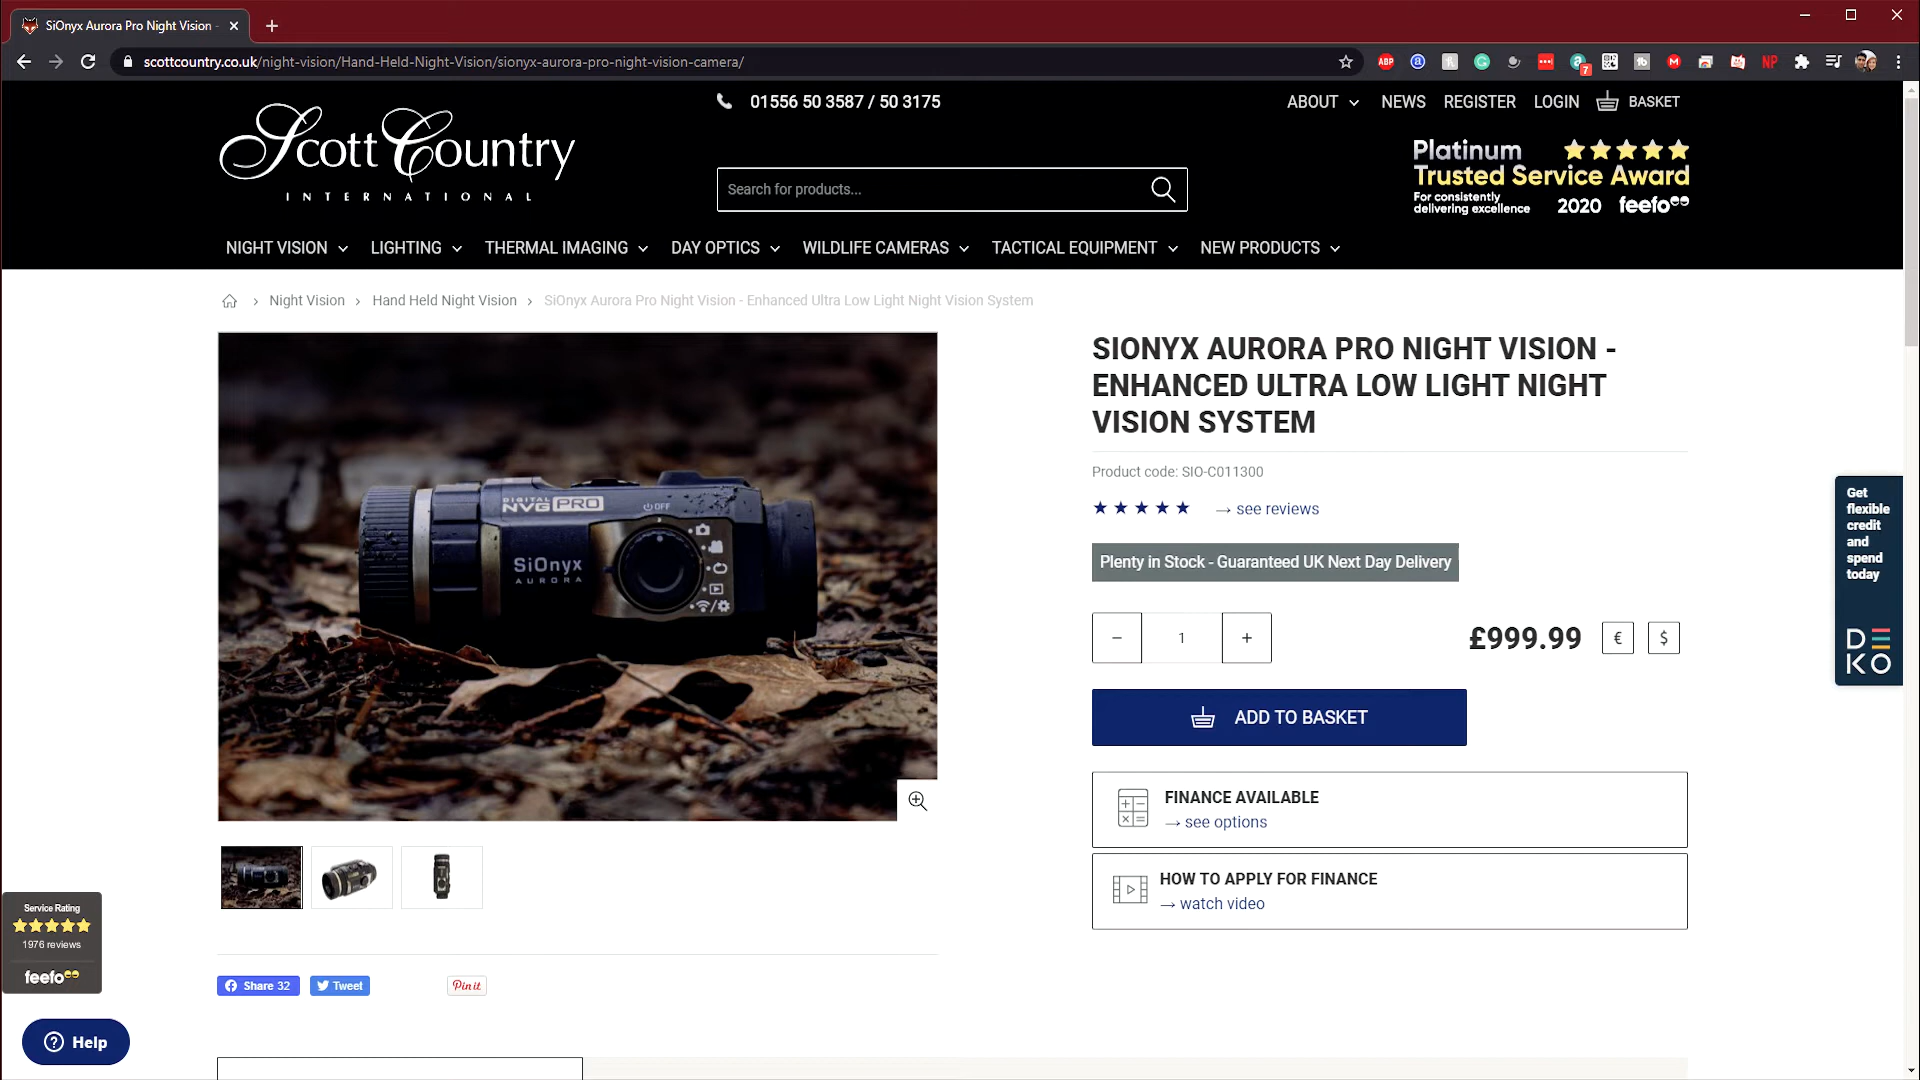 SiOnyx Aurora Pro Night Vision -
scottcountry.co.uk/night-vision/Hand-Held-Night-Vision/sionyx-aurora-pro-night-vision-camera/
ABP
7
NP
01556 50 3587 / 50 3175
ABOUT
NEWS
REGISTER
LOGIN
BASKET
Scott Country
INTERNATIONAL
Search for products...
Platinum
Trusted Service Award
For consistently
delivering excellence
2020
feefo
NIGHT VISION
LIGHTING
THERMAL IMAGING
DAY OPTICS
WILDLIFE CAMERAS
TACTICAL EQUIPMENT
NEW PRODUCTS
Night Vision
Hand Held Night Vision
SiOnyx Aurora Pro Night Vision - Enhanced Ultra Low Light Night Vision System
DIGITAL
NVG PRO
OFF
SiOnyx
AURORA
SIONYX AURORA PRO NIGHT VISION -
ENHANCED ULTRA LOW LIGHT NIGHT
VISION SYSTEM
Product code: SIO-C011300
★ ★ ★ ★ ★ → see reviews
Plenty in Stock - Guaranteed UK Next Day Delivery
− 1 +
£999.99 € $
ADD TO BASKET
FINANCE AVAILABLE
→ see options
HOW TO APPLY FOR FINANCE
→ watch video
Get
flexible
credit
and
spend
today
DEKO
Service Rating
1976 reviews
feefo
Share 32
Tweet
Pin it
Help